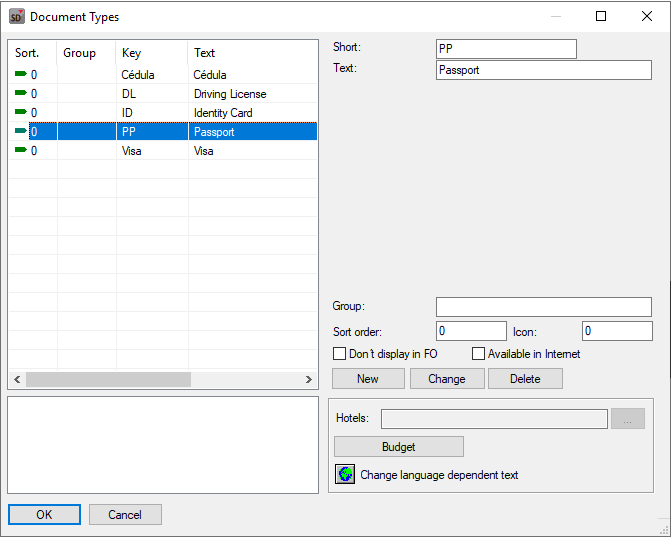 SD Document Types
Sort. Group Key Text
0 Cédula Cédula
0 DL Driving License
0 ID Identity Card
0 PP Passport
0 Visa Visa
Short: PP
Text: Passport
Group:
Sort order: 0 Icon: 0
Don´t display in FO Available in Internet
New Change Delete
Hotels: ...
Budget
Change language dependent text
OK Cancel